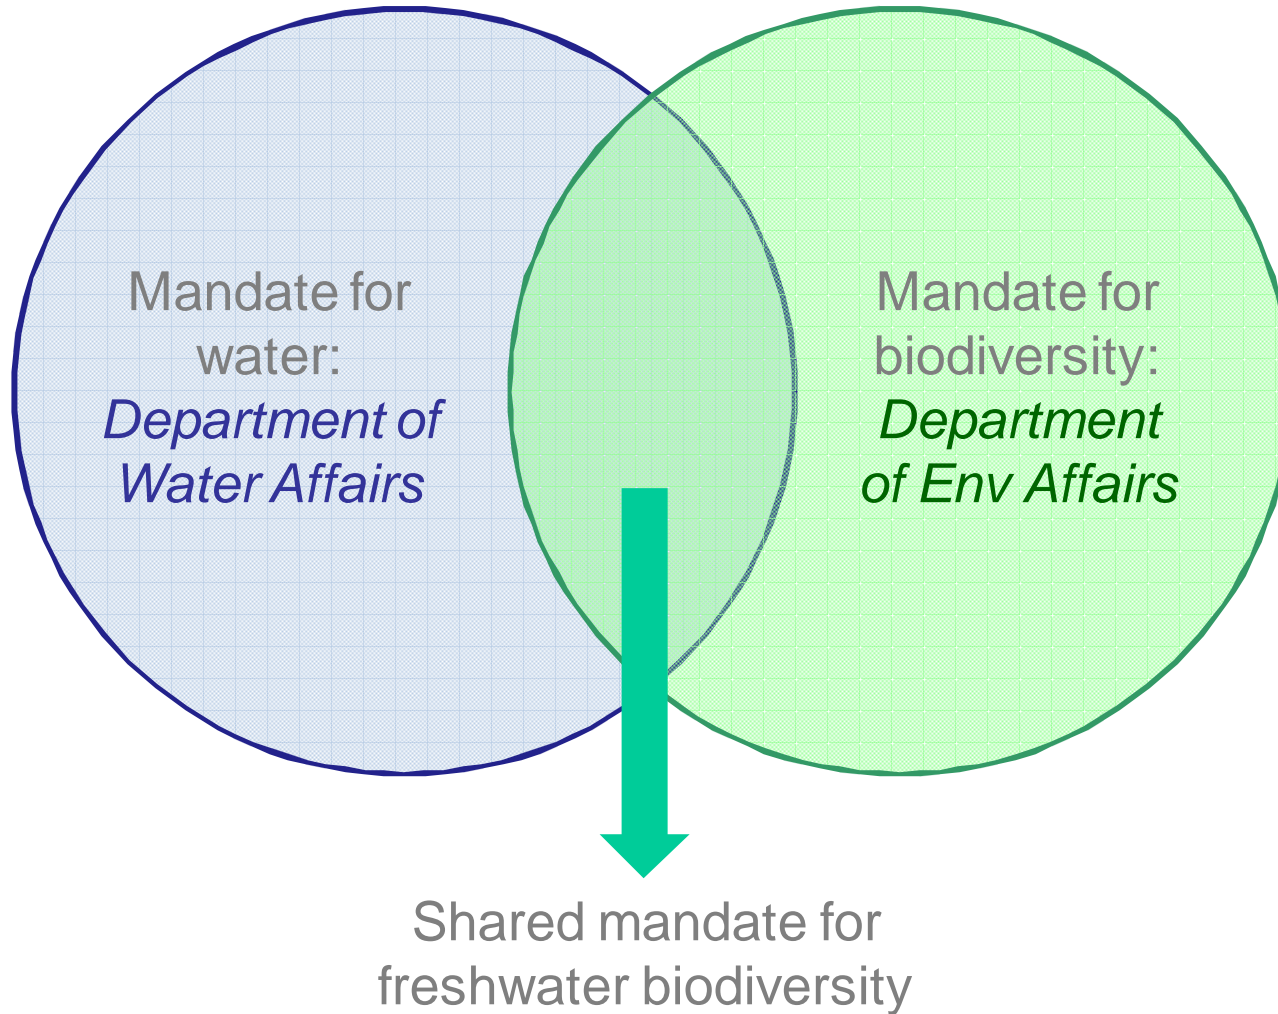 Mandate for
water:
Department of
Water Affairs
Mandate for
biodiversity:
Department
of Env Affairs
Shared mandate for
freshwater biodiversity